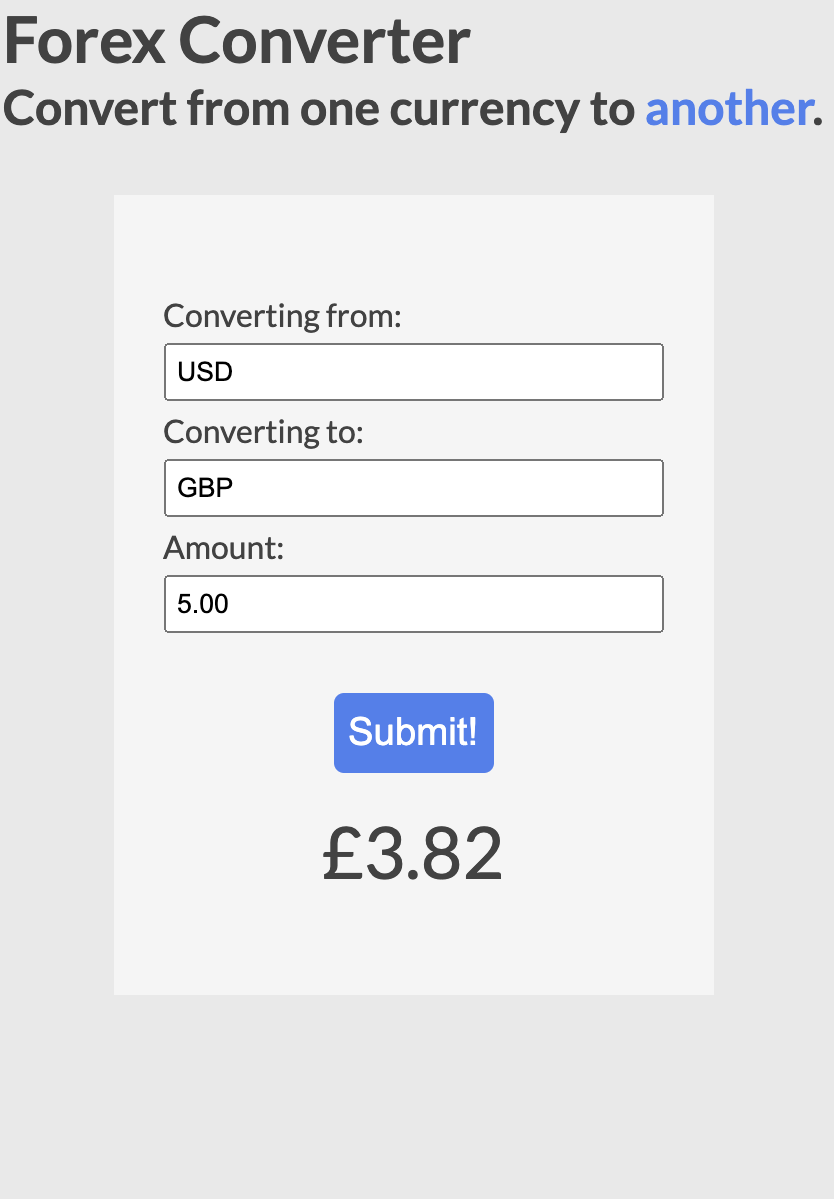 Forex Converter
Convert from one currency to another.
Converting from:
USD
Converting to:
GBP
Amount:
5.00
Submit!
£3.82